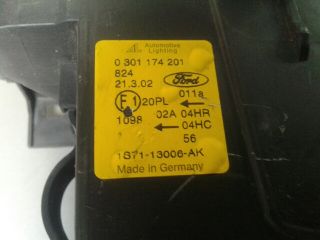 Automotive
Lighting
0 301 174 201
824
21.3.02 Ford
E1 20PL 011a
1098 02A 04HR
04HC
1 56
1S71-13006-AK
Made in Germany